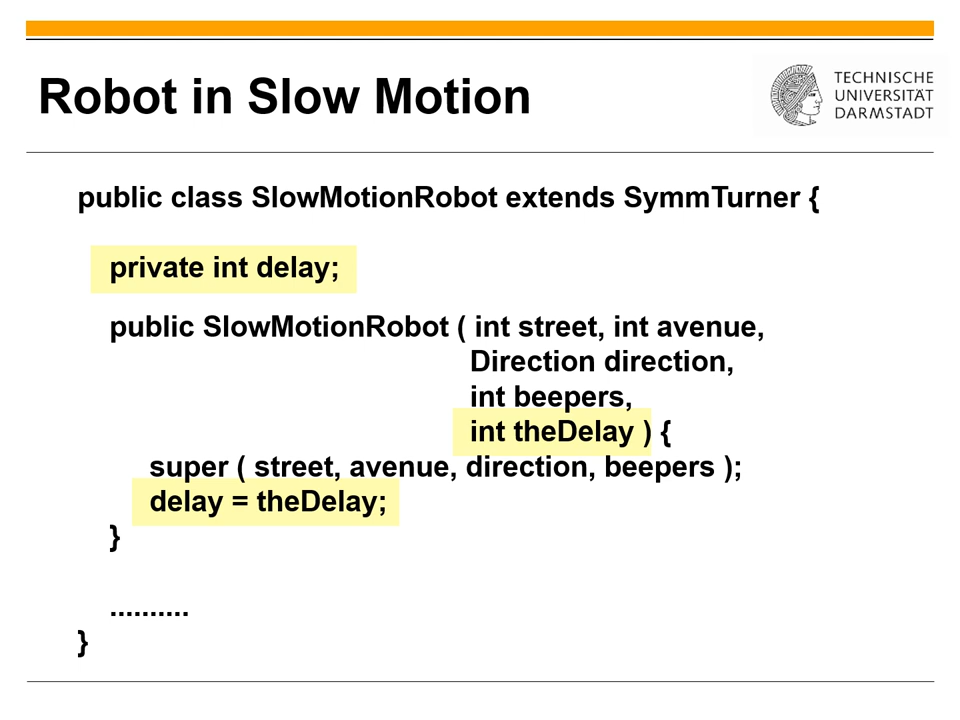 Robot in Slow Motion
TECHNISCHE
UNIVERSITÄT
DARMSTADT
public class SlowMotionRobot extends SymmTurner {
private int delay;
public SlowMotionRobot ( int street, int avenue,
Direction direction,
int beepers,
int theDelay ) {
super ( street, avenue, direction, beepers );
delay = theDelay;
}
..........
}